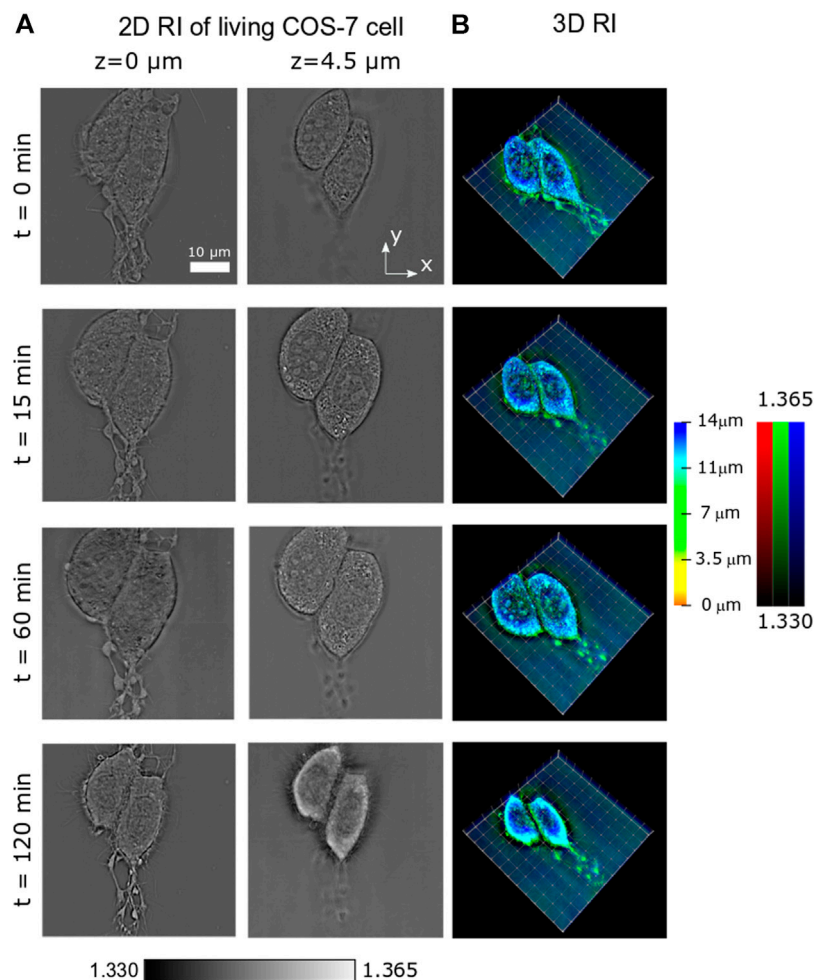 A
2D RI of living COS-7 cell
B
3D RI
z=0 μm
z=4.5 μm
t = 0 min
10 μm
y
x
t = 15 min
1.365
14μm
11μm
7 μm
3.5 μm
0 μm
1.330
t = 60 min
t = 120 min
1.330
1.365